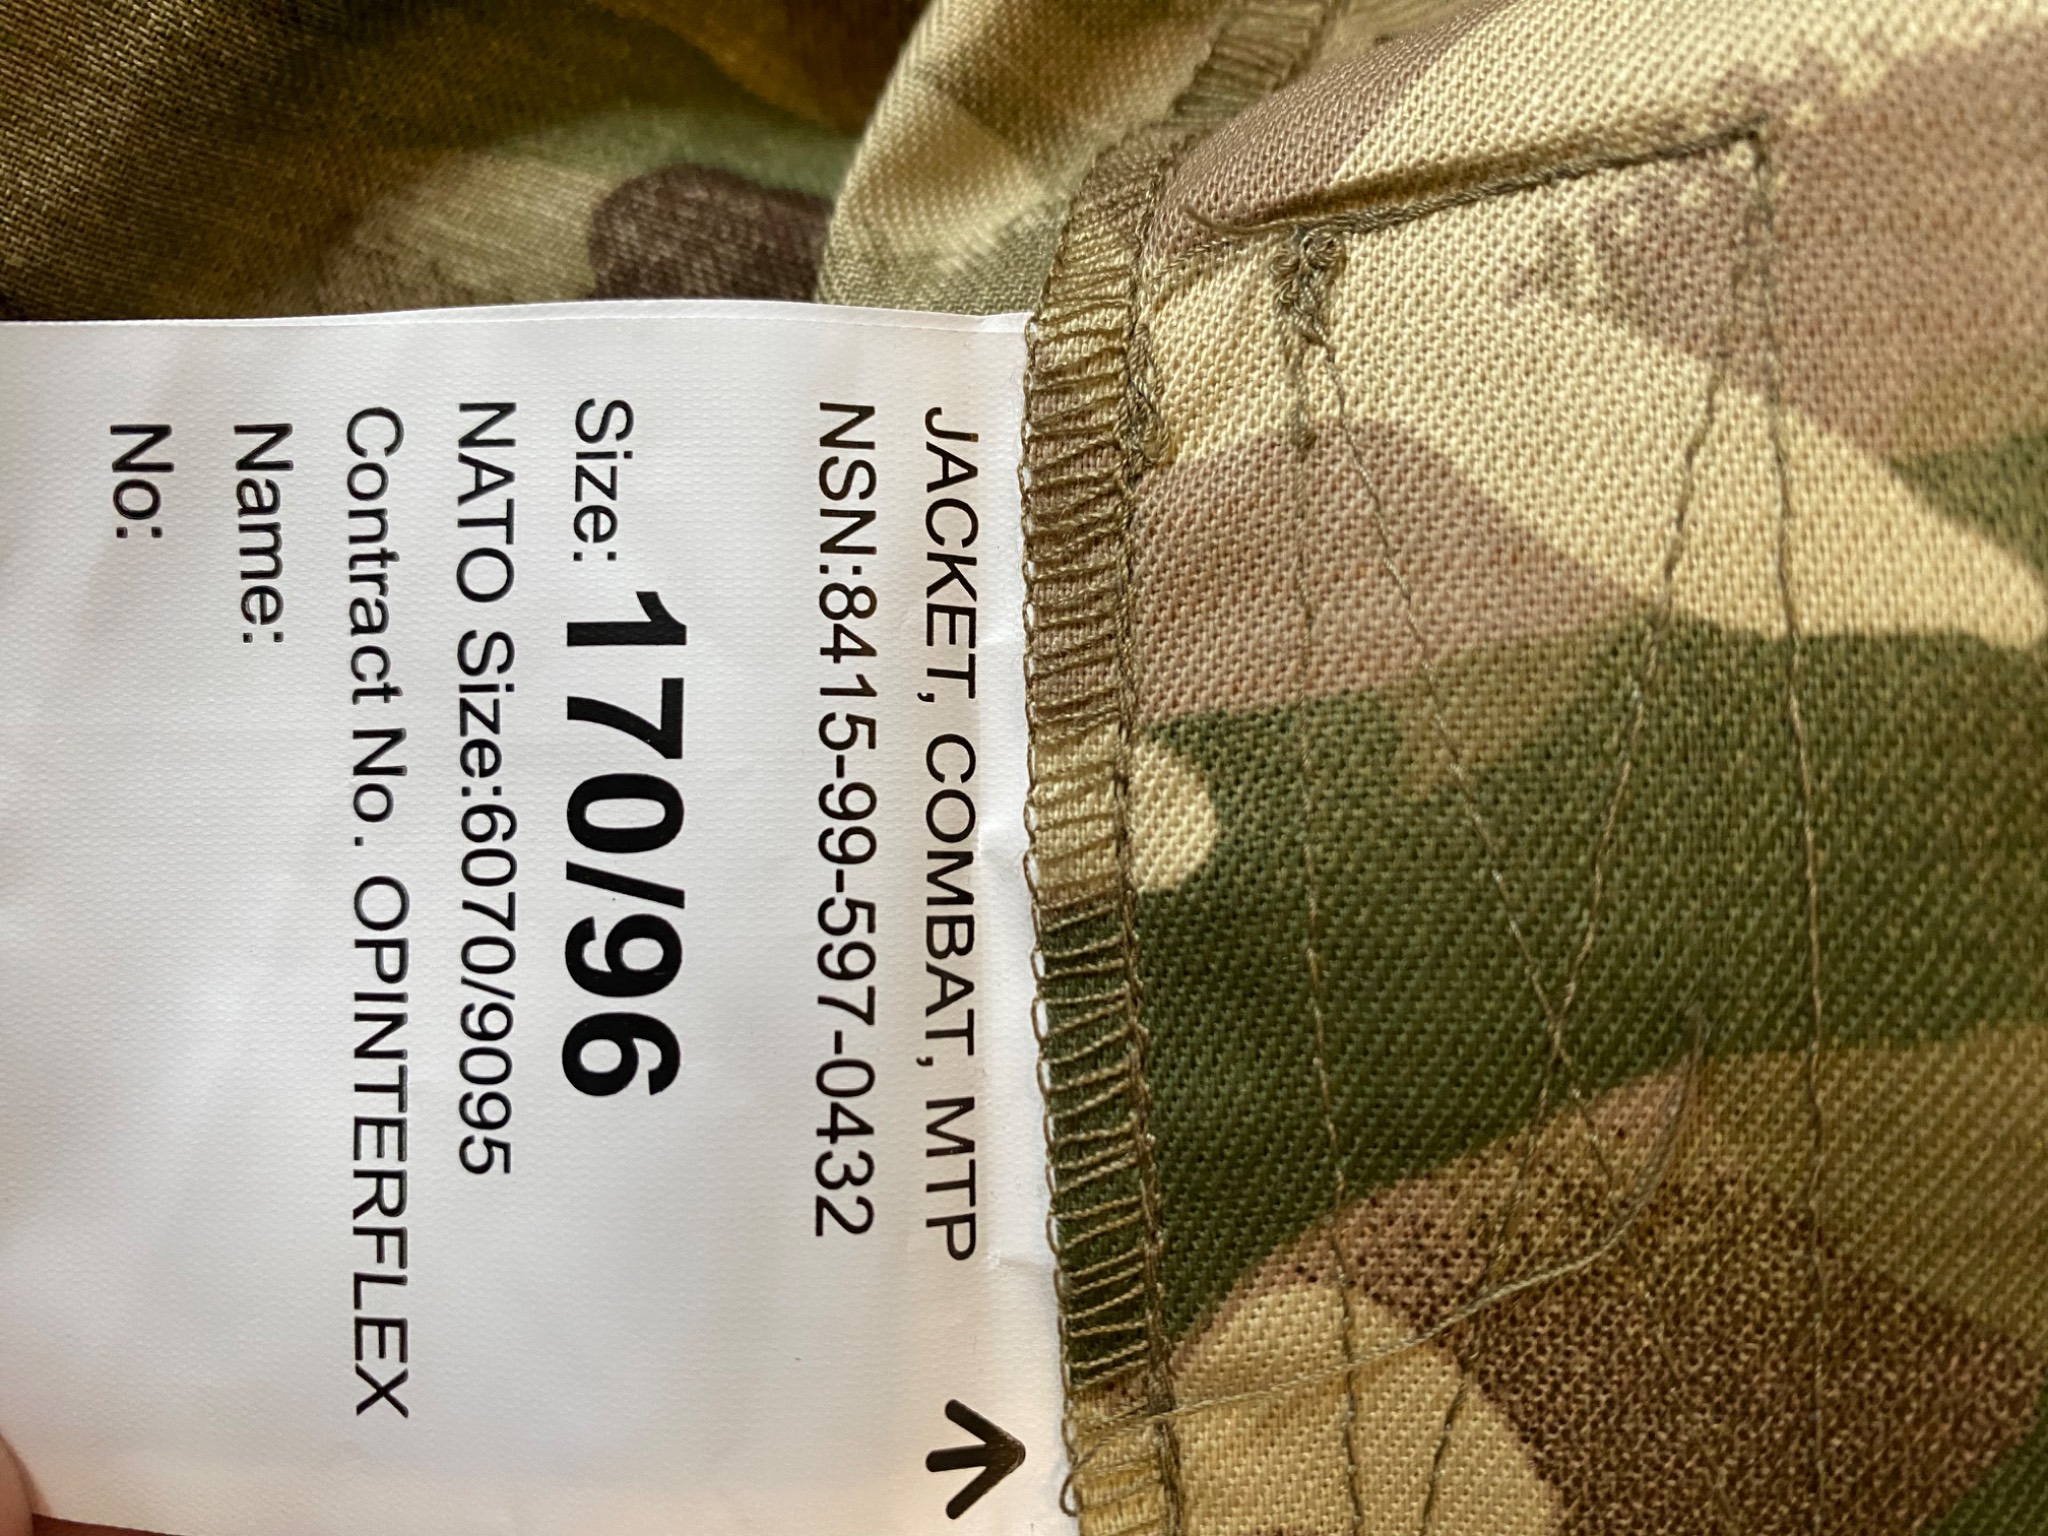 JACKET, COMBAT, MTP
NSN:8415-99-597-0432
Size: 170/96
NATO Size:6070/9095
Contract No. OPINTERFLEX
Name:
No: